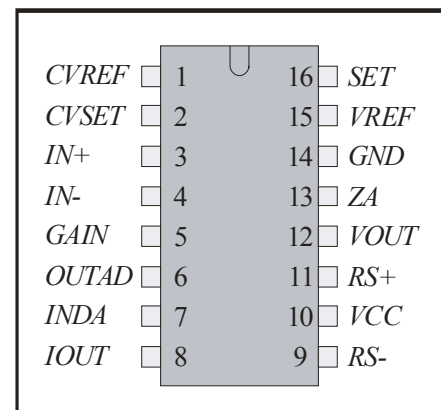 CVREF 1 16 SET
CVSET 2 15 VREF
IN+ 3 14 GND
IN- 4 13 ZA
GAIN 5 12 VOUT
OUTAD 6 11 RS+
INDA 7 10 VCC
IOUT 8 9 RS-